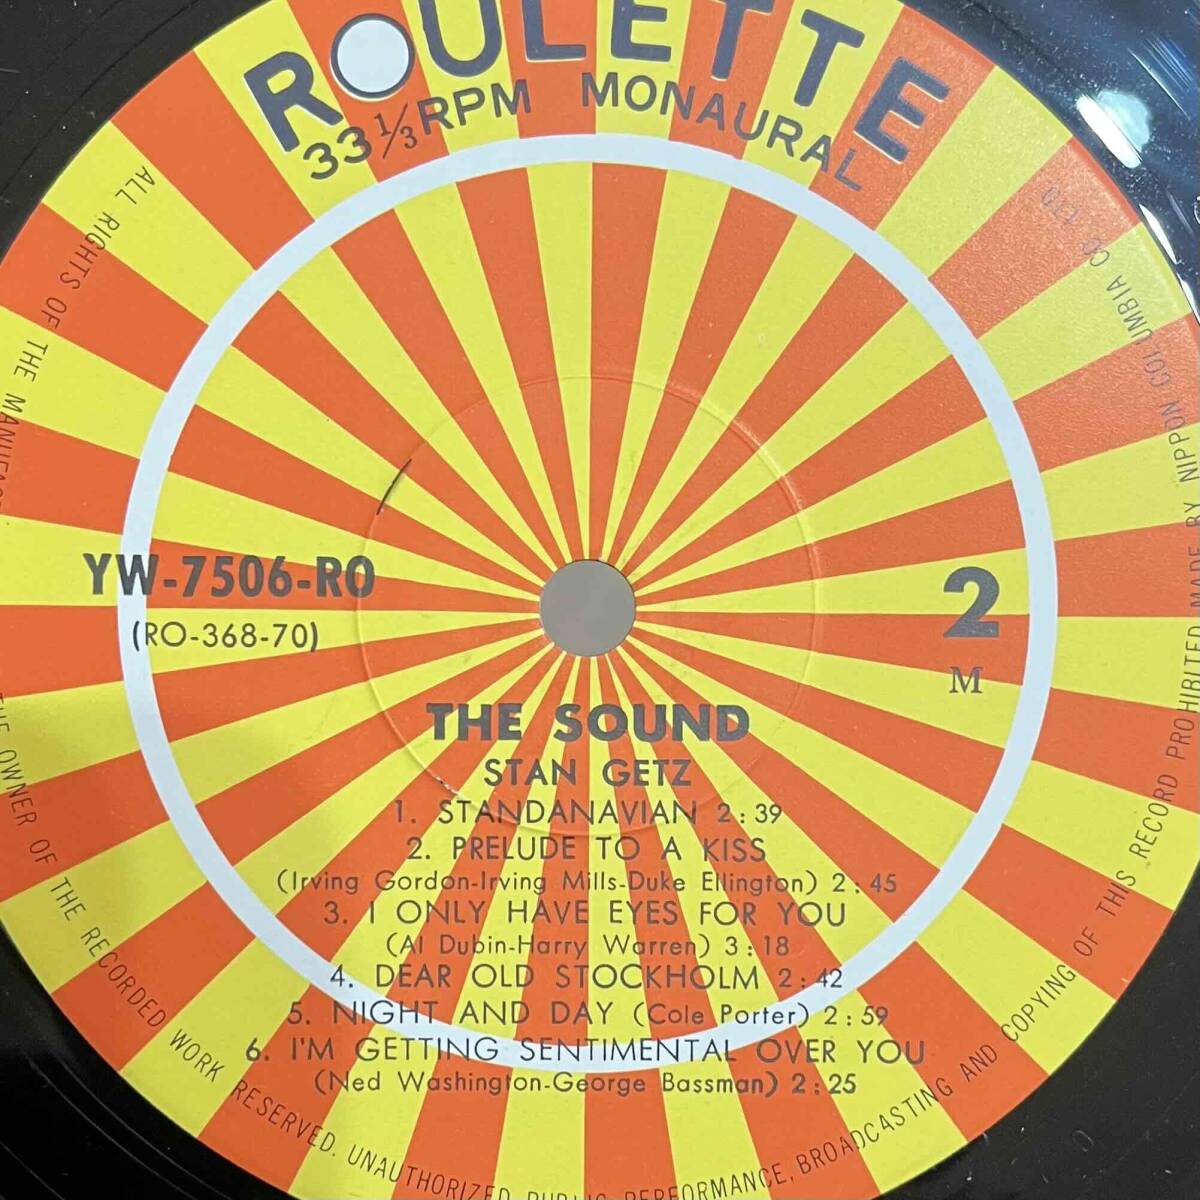 ROULETTE
33 1/3 RPM MONAURAL
YW-7506-RO
(RO-368-70)
2
M
THE SOUND
STAN GETZ
1. STANDANAVIAN 2:39
2. PRELUDE TO A KISS
(Irving Gordon-Irving Mills-Duke Ellington) 2:45
3. I ONLY HAVE EYES FOR YOU
(Al Dubin-Harry Warren) 3:18
4. DEAR OLD STOCKHOLM 2:42
5. NIGHT AND DAY (Cole Porter) 2:59
6. I'M GETTING SENTIMENTAL OVER YOU
(Ned Washington-George Bassman) 2:25
ALL RIGHTS OF THE THE OWNER OF THE RECORDED WORK RESERVED. UNAUTHORIZED PUBLIC PERFORMANCE, BROADCASTING AND COPYING OF THIS RECORD PROHIBITED MADE BY NIPPON COLUMBIA CO. LTD.